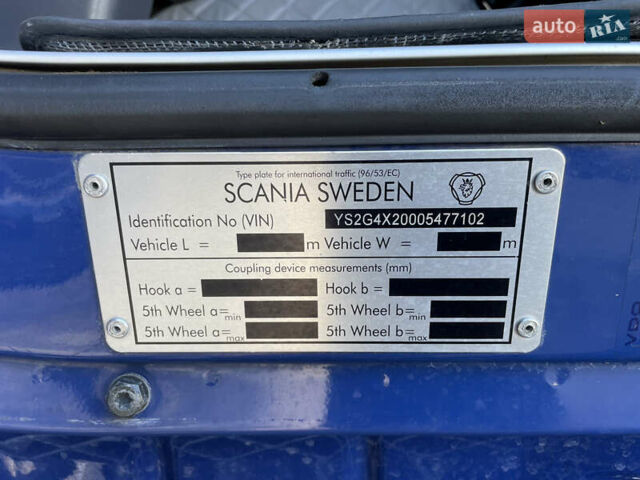 auto RIA.com
Type plate for international traffic (96/53/EC)
SCANIA SWEDEN
Identification No (VIN) YS2G4X20005477102
Vehicle L = m Vehicle W = m
Coupling device measurements (mm)
Hook a = Hook b =
5th Wheel a= min 5th Wheel b= min
5th Wheel a= max 5th Wheel b= max